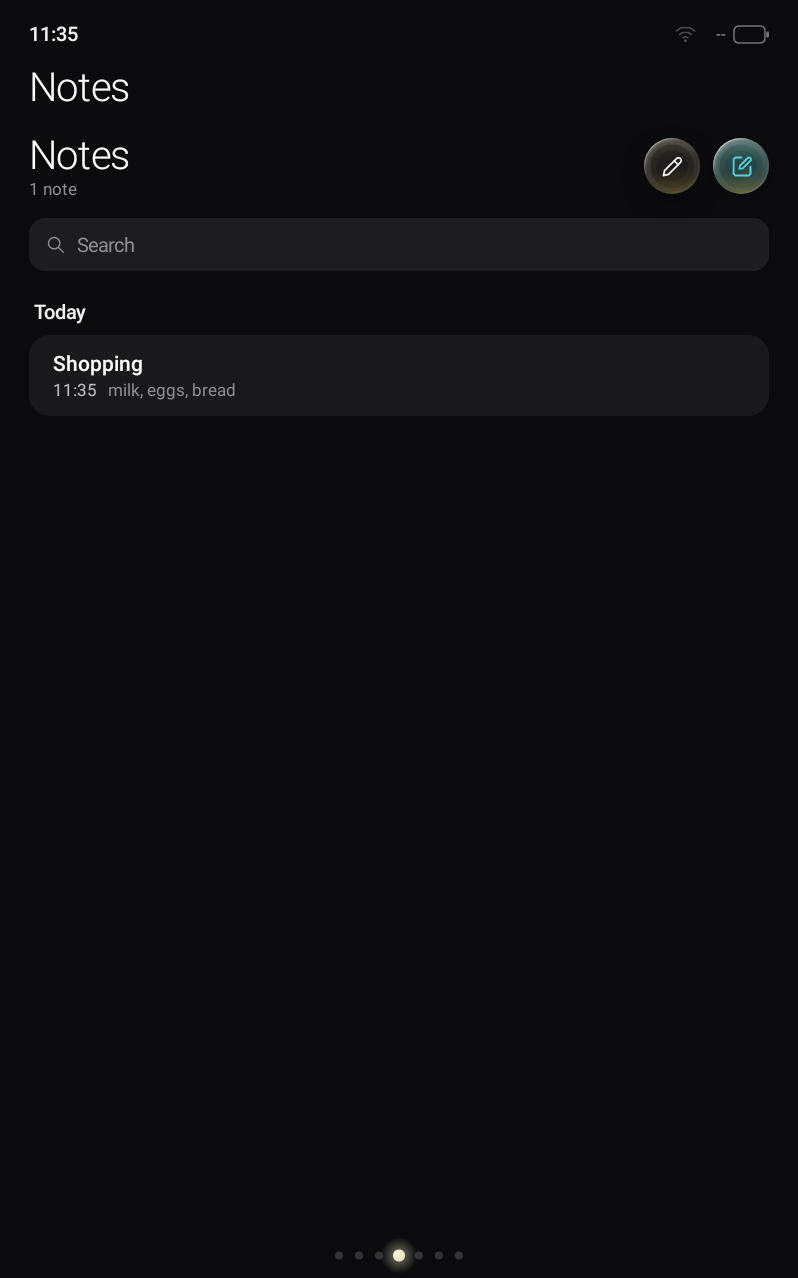 11:35 --
Notes
Notes
1 note
Search
Today
Shopping
11:35 milk, eggs, bread